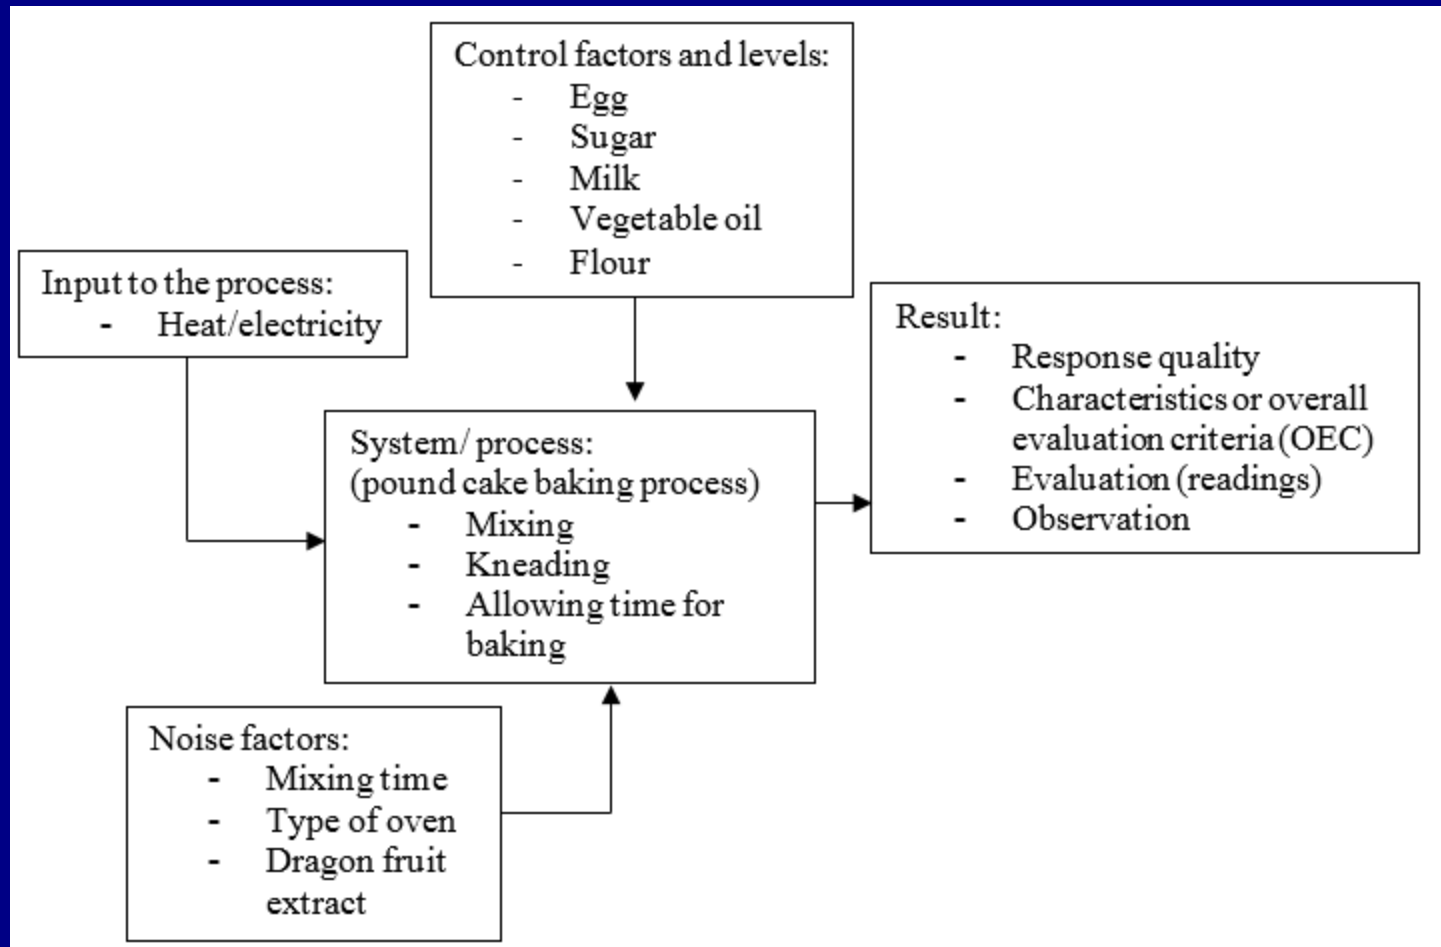 Control factors and levels:
- Egg
- Sugar
- Milk
- Vegetable oil
- Flour
Input to the process:
- Heat/electricity
Result:
- Response quality
- Characteristics or overall
evaluation criteria (OEC)
- Evaluation (readings)
- Observation
System/ process:
(pound cake baking process)
- Mixing
- Kneading
- Allowing time for
baking
Noise factors:
- Mixing time
- Type of oven
- Dragon fruit
extract